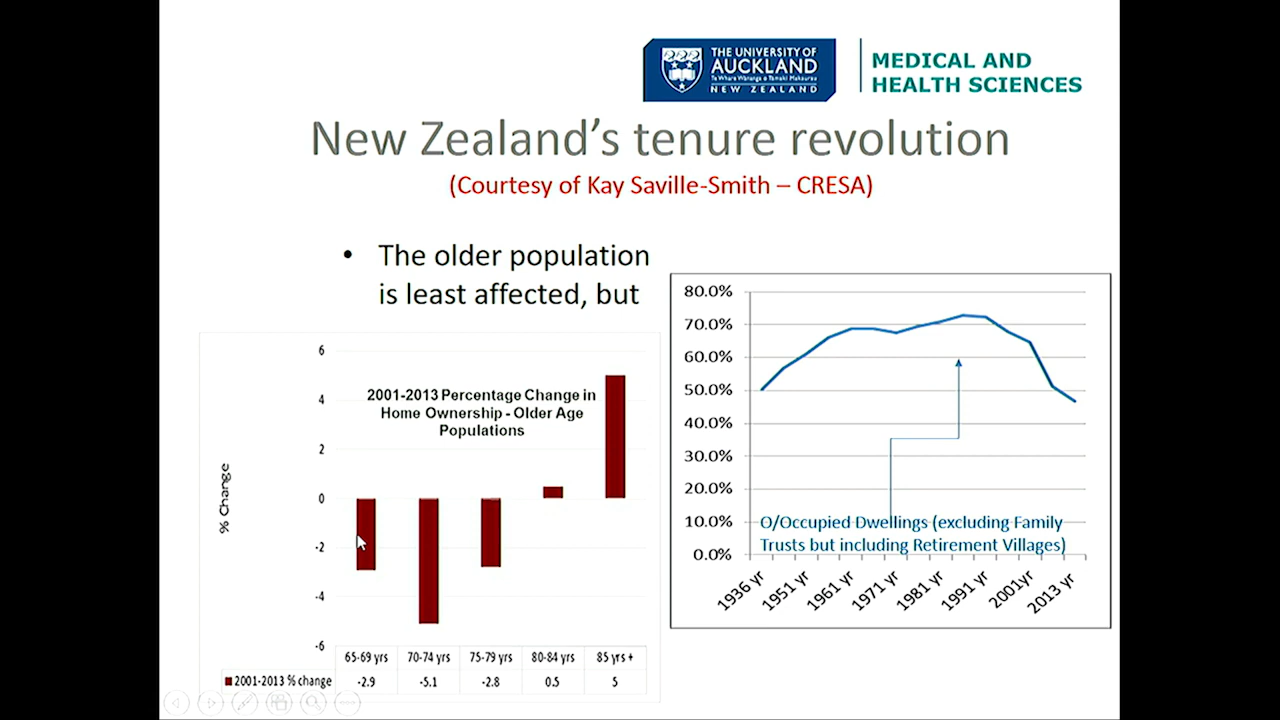 THE UNIVERSITY OF
AUCKLAND
Te Whare Wānanga o Tāmaki Makaurau
NEW ZEALAND
MEDICAL AND
HEALTH SCIENCES
New Zealand's tenure revolution
(Courtesy of Kay Saville-Smith – CRESA)
• The older population
is least affected, but
2001-2013 Percentage Change in
Home Ownership - Older Age
Populations
% Change
6
4
2
0
-2
-4
-6
65-69 yrs 70-74 yrs 75-79 yrs 80-84 yrs 85 yrs +
2001-2013 % change -2.9 -5.1 -2.8 0.5 5
80.0%
70.0%
60.0%
50.0%
40.0%
30.0%
20.0%
10.0%
0.0%
O/Occupied Dwellings (excluding Family
Trusts but including Retirement Villages)
1936 yr 1951 yr 1961 yr 1971 yr 1981 yr 1991 yr 2001yr 2013 yr